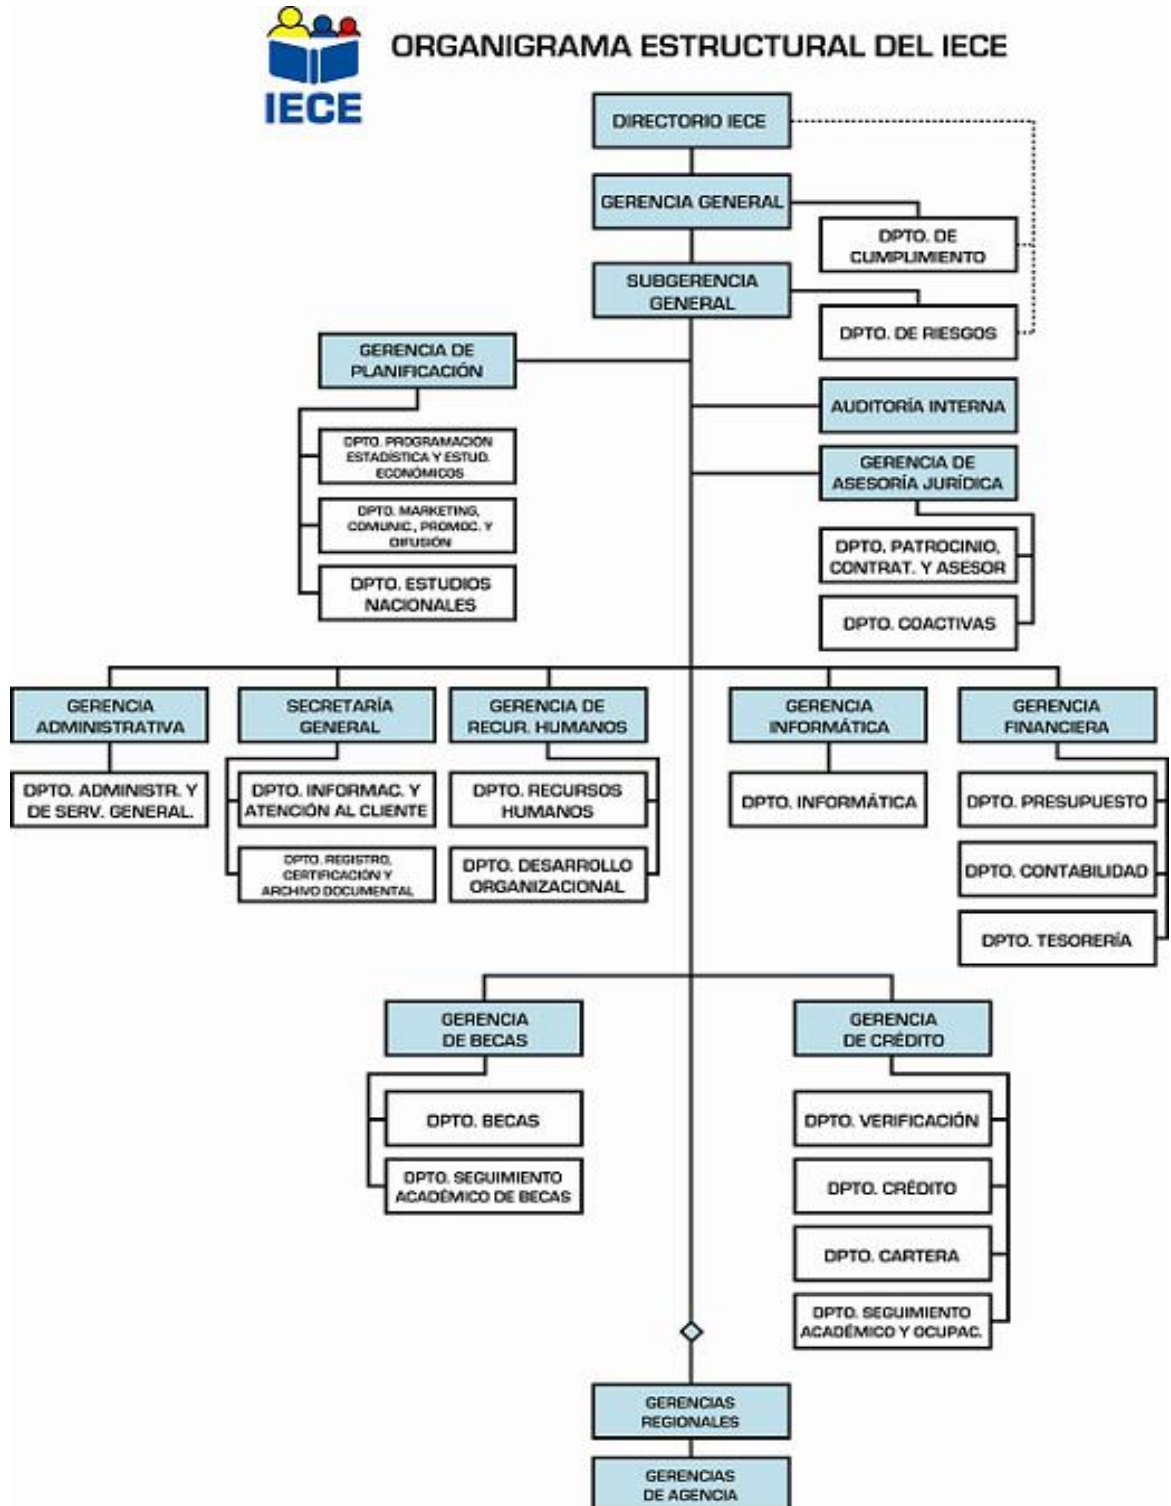 ORGANIGRAMA ESTRUCTURAL DEL IECE
IECE
DIRECTORIO IECE
GERENCIA GENERAL
DPTO. DE
CUMPLIMIENTO
SUBGERENCIA
GENERAL
DPTO. DE RIESGOS
GERENCIA DE
PLANIFICACIÓN
AUDITORÍA INTERNA
DPTO. PROGRAMACIÓN
ESTADÍSTICA Y ESTUD.
ECONÓMICOS
GERENCIA DE
ASESORÍA JURÍDICA
DPTO. MARKETING,
COMUNIC., PROMOC. Y
DIFUSIÓN
DPTO. PATROCINIO,
CONTRAT. Y ASESOR
DPTO. ESTUDIOS
NACIONALES
DPTO. COACTIVAS
GERENCIA
ADMINISTRATIVA
SECRETARÍA
GENERAL
GERENCIA DE
RECUR. HUMANOS
GERENCIA
INFORMÁTICA
GERENCIA
FINANCIERA
DPTO. ADMINISTR. Y
DE SERV. GENERAL.
DPTO. INFORMAC. Y
ATENCIÓN AL CLIENTE
DPTO. RECURSOS
HUMANOS
DPTO. INFORMÁTICA
DPTO. PRESUPUESTO
DPTO. REGISTRO,
CERTIFICACIÓN Y
ARCHIVO DOCUMENTAL
DPTO. DESARROLLO
ORGANIZACIONAL
DPTO. CONTABILIDAD
DPTO. TESORERÍA
GERENCIA
DE BECAS
GERENCIA
DE CRÉDITO
DPTO. BECAS
DPTO. VERIFICACIÓN
DPTO. SEGUIMIENTO
ACADÉMICO DE BECAS
DPTO. CRÉDITO
DPTO. CARTERA
DPTO. SEGUIMIENTO
ACADÉMICO Y OCUPAC.
GERENCIAS
REGIONALES
GERENCIAS
DE AGENCIA